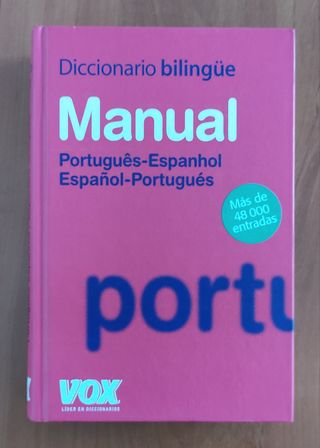 Diccionario bilingüe
Manual
Português-Espanhol
Español-Portugués
Más de
48 000
entradas
portu
VOX
LÍDER EN DICCIONARIOS